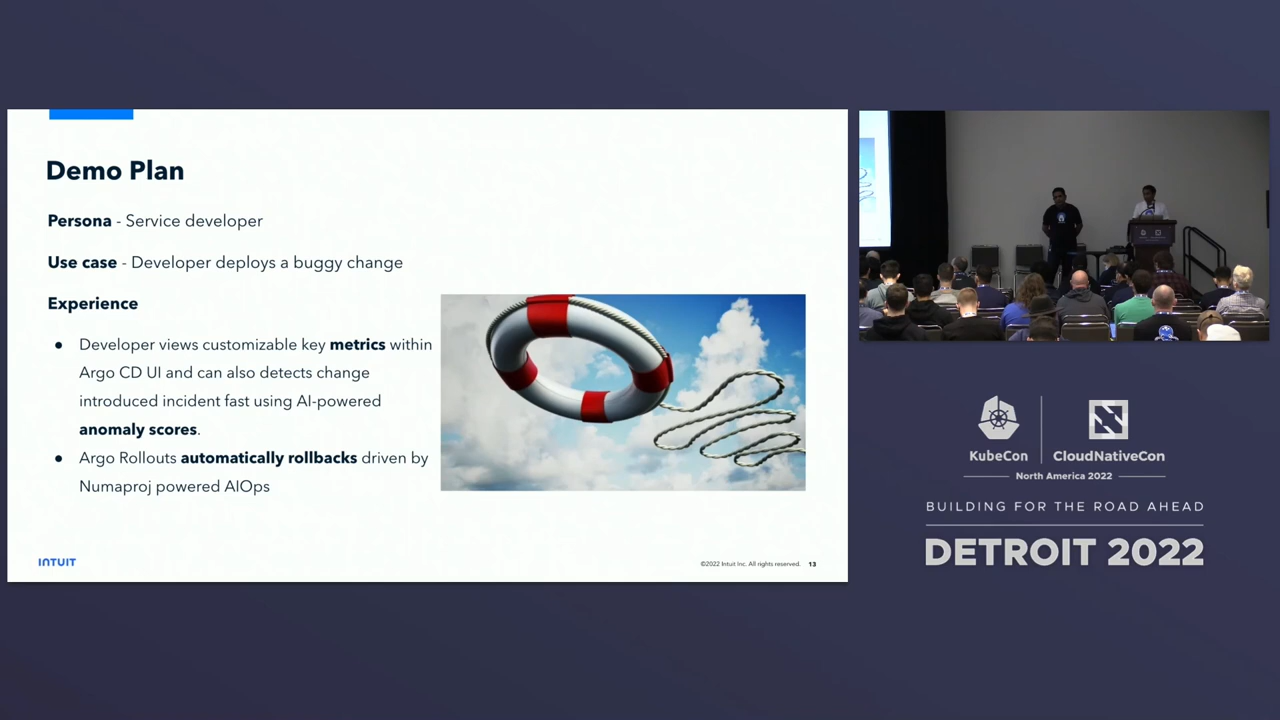 Demo Plan
Persona - Service developer
Use case - Developer deploys a buggy change
Experience
● Developer views customizable key metrics within
Argo CD UI and can also detects change
introduced incident fast using AI-powered
anomaly scores.
● Argo Rollouts automatically rollbacks driven by
Numaproj powered AIOps
INTUIT
©2022 Intuit Inc. All rights reserved. 13
KubeCon
CloudNativeCon
North America 2022
BUILDING FOR THE ROAD AHEAD
DETROIT 2022